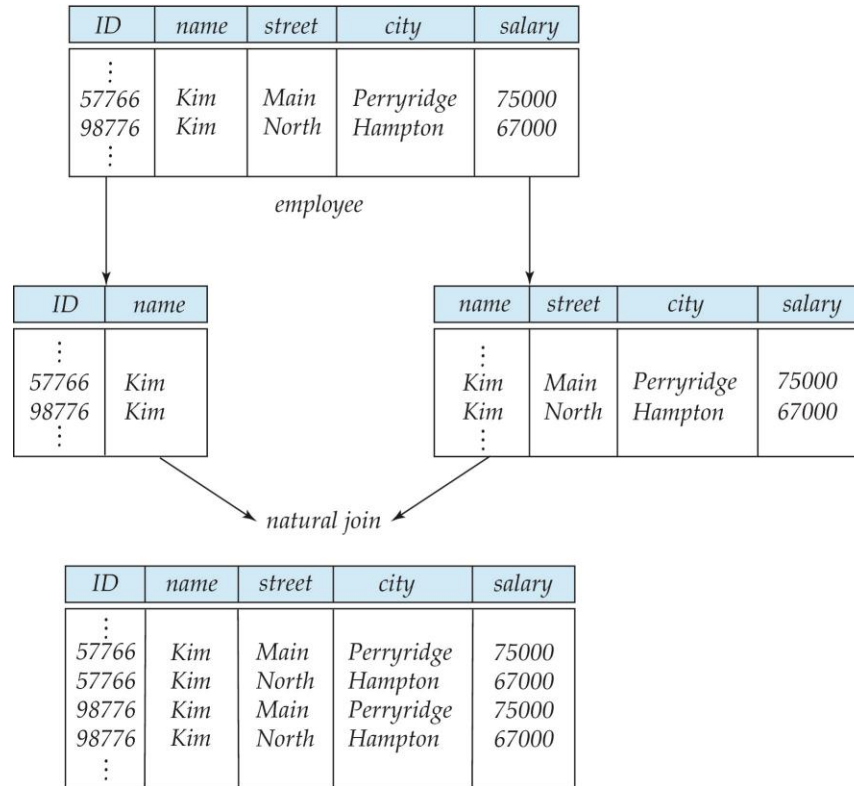 ID name street city salary
⋮
57766 Kim Main Perryridge 75000
98776 Kim North Hampton 67000
⋮
employee
ID name
⋮
57766 Kim
98776 Kim
⋮
name street city salary
⋮
Kim Main Perryridge 75000
Kim North Hampton 67000
⋮
natural join
ID name street city salary
⋮
57766 Kim Main Perryridge 75000
57766 Kim North Hampton 67000
98776 Kim Main Perryridge 75000
98776 Kim North Hampton 67000
⋮